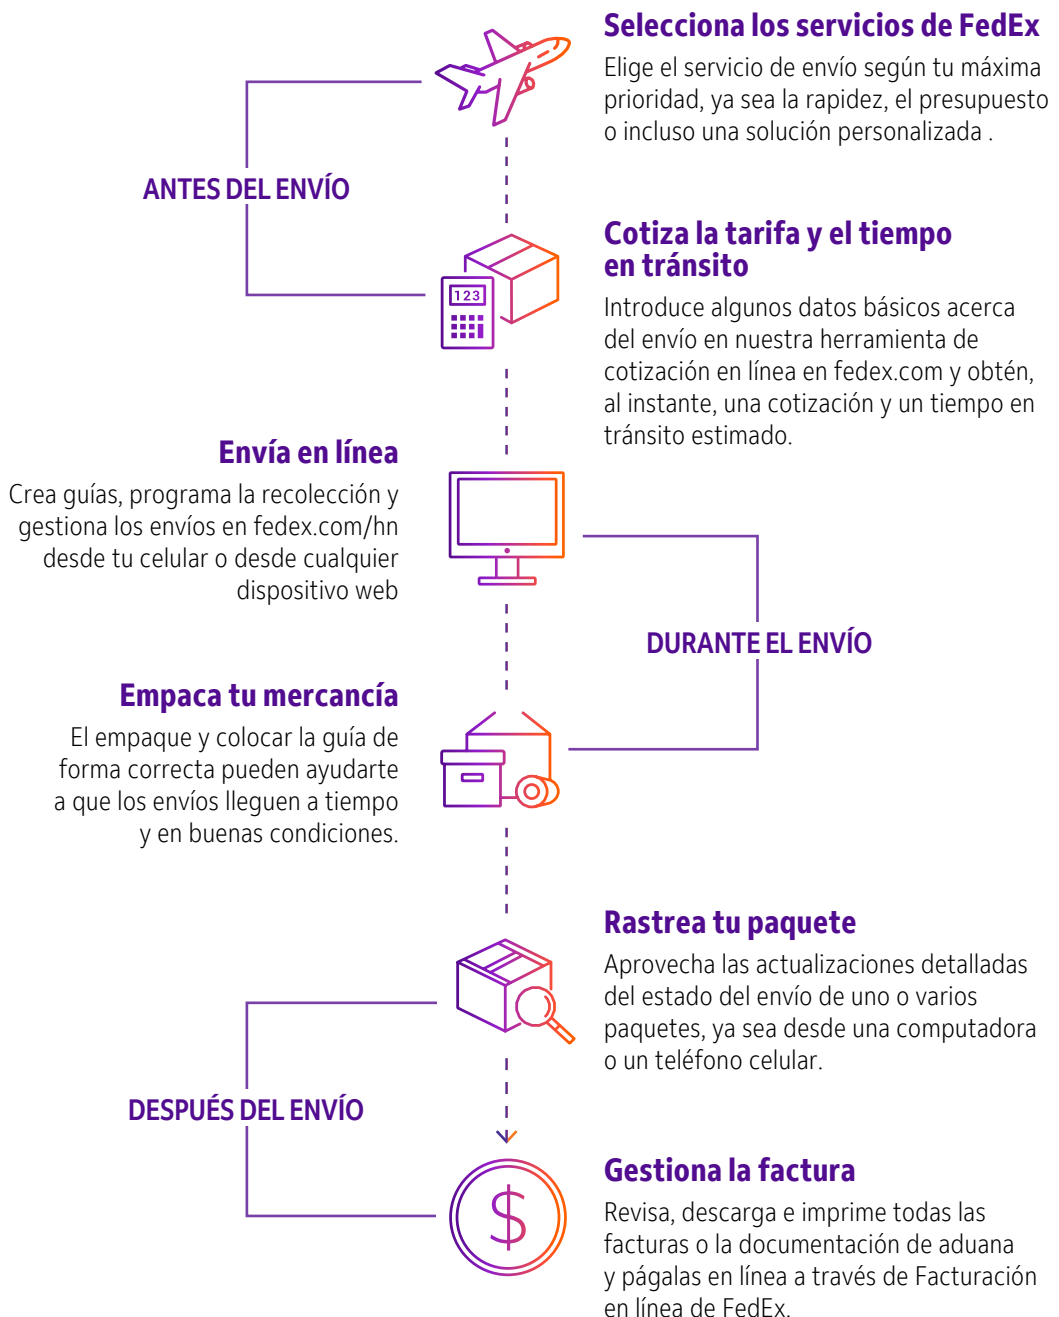 Selecciona los servicios de FedEx
Elige el servicio de envío según tu máxima
prioridad, ya sea la rapidez, el presupuesto
o incluso una solución personalizada .
ANTES DEL ENVÍO
Cotiza la tarifa y el tiempo
en tránsito
123
Introduce algunos datos básicos acerca
del envío en nuestra herramienta de
cotización en línea en fedex.com y obtén,
al instante, una cotización y un tiempo en
tránsito estimado.
Envía en línea
Crea guías, programa la recolección y
gestiona los envíos en fedex.com/hn
desde tu celular o desde cualquier
dispositivo web
DURANTE EL ENVÍO
Empaca tu mercancía
El empaque y colocar la guía de
forma correcta pueden ayudarte
a que los envíos lleguen a tiempo
y en buenas condiciones.
Rastrea tu paquete
Aprovecha las actualizaciones detalladas
del estado del envío de uno o varios
paquetes, ya sea desde una computadora
o un teléfono celular.
DESPUÉS DEL ENVÍO
Gestiona la factura
$
Revisa, descarga e imprime todas las
facturas o la documentación de aduana
y págalas en línea a través de Facturación
en línea de FedEx.